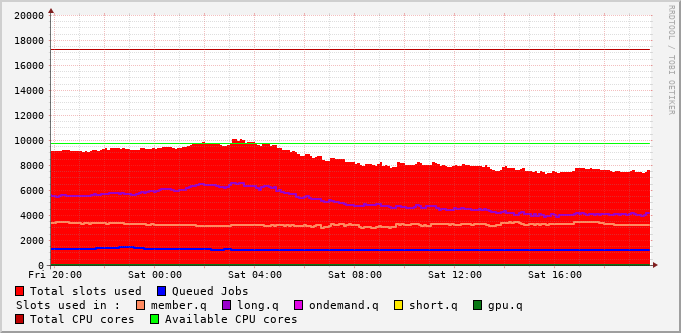 RRDTOOL / TOBI OETIKER
20000
18000
16000
14000
12000
10000
8000
6000
4000
2000
0
Fri 20:00 Sat 00:00 Sat 04:00 Sat 08:00 Sat 12:00 Sat 16:00
Total slots used Queued Jobs
Slots used in : member.q long.q ondemand.q short.q gpu.q
Total CPU cores Available CPU cores